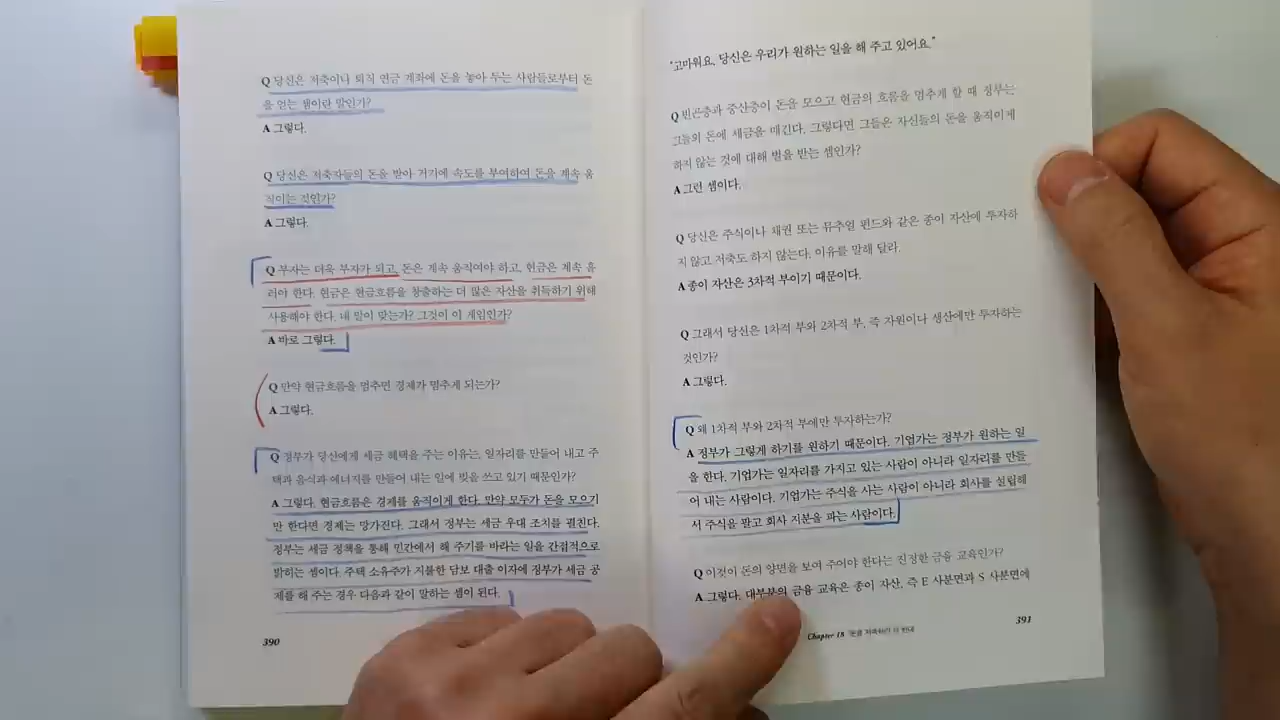 Q 당신은 저축이나 퇴직 연금 계좌에 돈을 놓아 두는 사람들로부터 돈
을 얻는 셈이란 말인가?
A 그렇다.
Q 당신은 저축자들의 돈을 받아 거기에 속도를 부여하여 돈을 계속 움
직이는 것인가?
A 그렇다.
Q 부자는 더욱 부자가 되고, 돈은 계속 움직여야 하고, 현금은 계속 흘
러야 한다. 현금은 현금흐름을 창출하는 더 많은 자산을 취득하기 위해
사용해야 한다. 내 말이 맞는가? 그것이 이 게임인가?
A 바로 그렇다.
Q 만약 현금흐름을 멈추면 경제가 멈추게 되는가?
A 그렇다.
Q 정부가 당신에게 세금 혜택을 주는 이유는, 일자리를 만들어 내고 주
택과 음식과 에너지를 만들어 내는 일에 빚을 쓰고 있기 때문인가?
A 그렇다. 현금흐름은 경제를 움직이게 한다. 만약 모두가 돈을 모으기
만 한다면 경제는 망가진다. 그래서 정부는 세금 우대 조치를 펼친다.
정부는 세금 정책을 통해 민간에서 해 주기를 바라는 일을 간접적으로
밝히는 셈이다. 주택 소유주가 지불한 담보 대출 이자에 정부가 세금 공
제를 해 주는 경우 다음과 같이 말하는 셈이 된다.
390
"고마워요, 당신은 우리가 원하는 일을 해 주고 있어요."
Q 빈곤층과 중산층이 돈을 모으고 현금의 흐름을 멈추게 할 때 정부는
그들의 돈에 세금을 매긴다. 그렇다면 그들은 자신들의 돈을 움직이게
하지 않는 것에 대해 벌을 받는 셈인가?
A 그런 셈이다.
Q 당신은 주식이나 채권 또는 뮤추얼 펀드와 같은 종이 자산에 투자하
지 않고 저축도 하지 않는다. 이유를 말해 달라.
A 종이 자산은 3차적 부이기 때문이다.
Q 그래서 당신은 1차적 부와 2차적 부, 즉 자원이나 생산에만 투자하는
것인가?
A 그렇다.
Q 왜 1차적 부와 2차적 부에만 투자하는가?
A 정부가 그렇게 하기를 원하기 때문이다. 기업가는 정부가 원하는 일
을 한다. 기업가는 일자리를 가지고 있는 사람이 아니라 일자리를 만들
어 내는 사람이다. 기업가는 주식을 사는 사람이 아니라 회사를 설립해
서 주식을 팔고 회사 지분을 파는 사람이다.
Q 이것이 돈의 양면을 보여 주어야 한다는 진정한 금융 교육인가?
A 그렇다. 대부분의 금융 교육은 종이 자산, 즉 E 사분면과 S 사분면에
Chapter 18 돈을 저축하라 의 반대
391